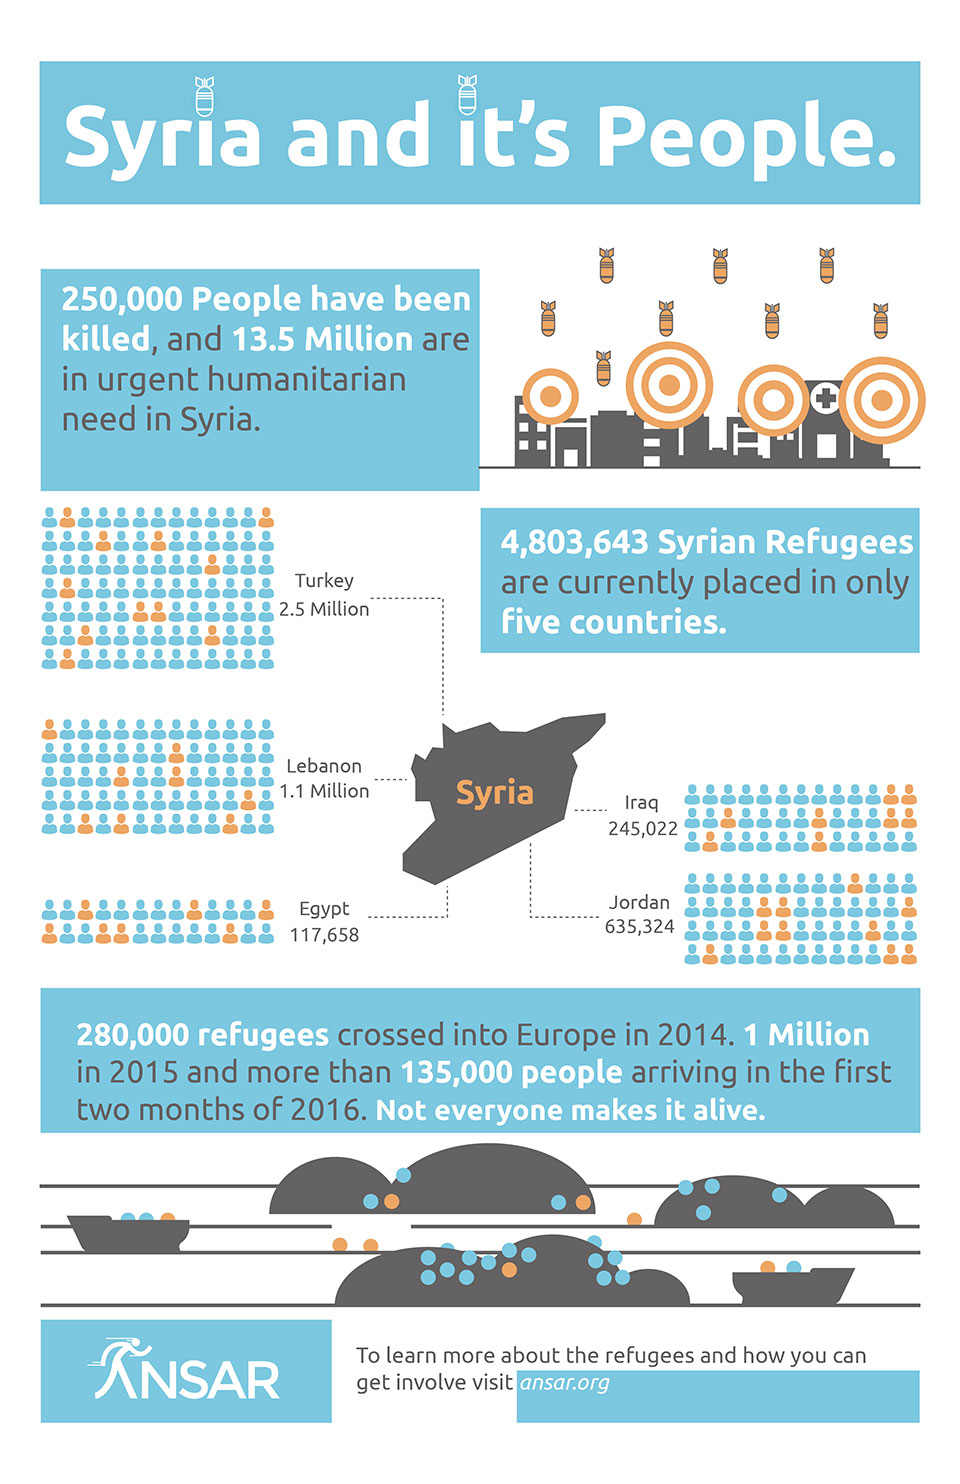 Syria and it's People.
250,000 People have been
killed, and 13.5 Million are
in urgent humanitarian
need in Syria.
4,803,643 Syrian Refugees
are currently placed in only
five countries.
Turkey
2.5 Million
Lebanon
1.1 Million
Syria
Iraq
245,022
Egypt
117,658
Jordan
635,324
280,000 refugees crossed into Europe in 2014. 1 Million
in 2015 and more than 135,000 people arriving in the first
two months of 2016. Not everyone makes it alive.
ANSAR
To learn more about the refugees and how you can
get involve visit ansar.org